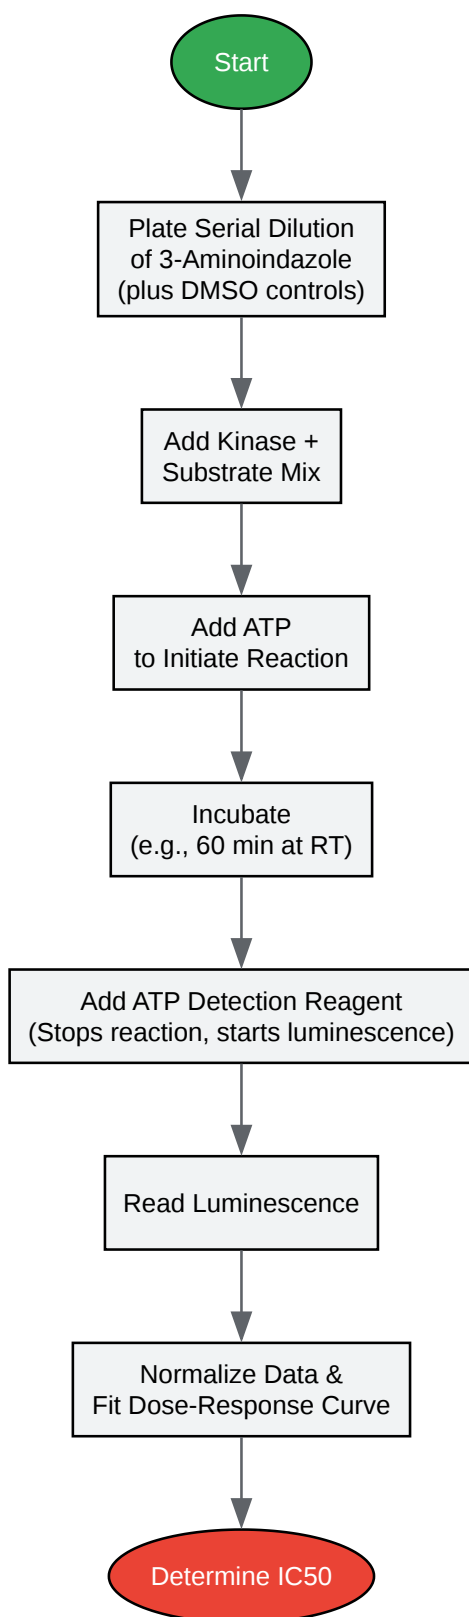 Start
Plate Serial Dilution
of 3-Aminoindazole
(plus DMSO controls)
Add Kinase +
Substrate Mix
Add ATP
to Initiate Reaction
Incubate
(e.g., 60 min at RT)
Add ATP Detection Reagent
(Stops reaction, starts luminescence)
Read Luminescence
Normalize Data &
Fit Dose-Response Curve
Determine IC50